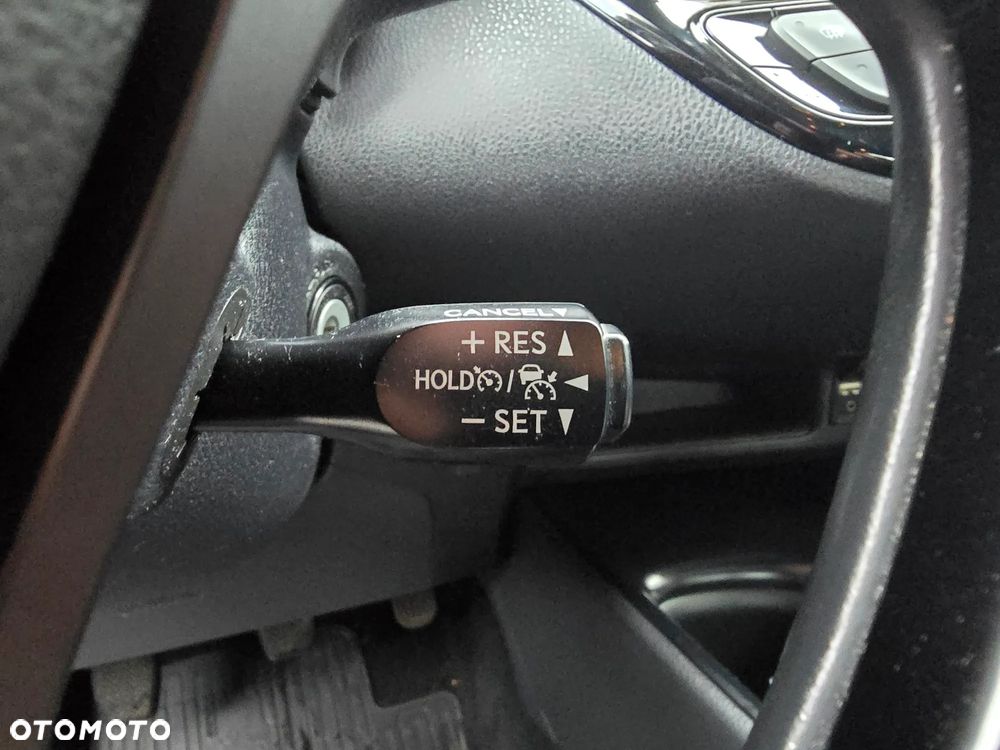 CANCEL▼
+ RES ▲
HOLD / ◄
− SET ▼
OTOMOTO